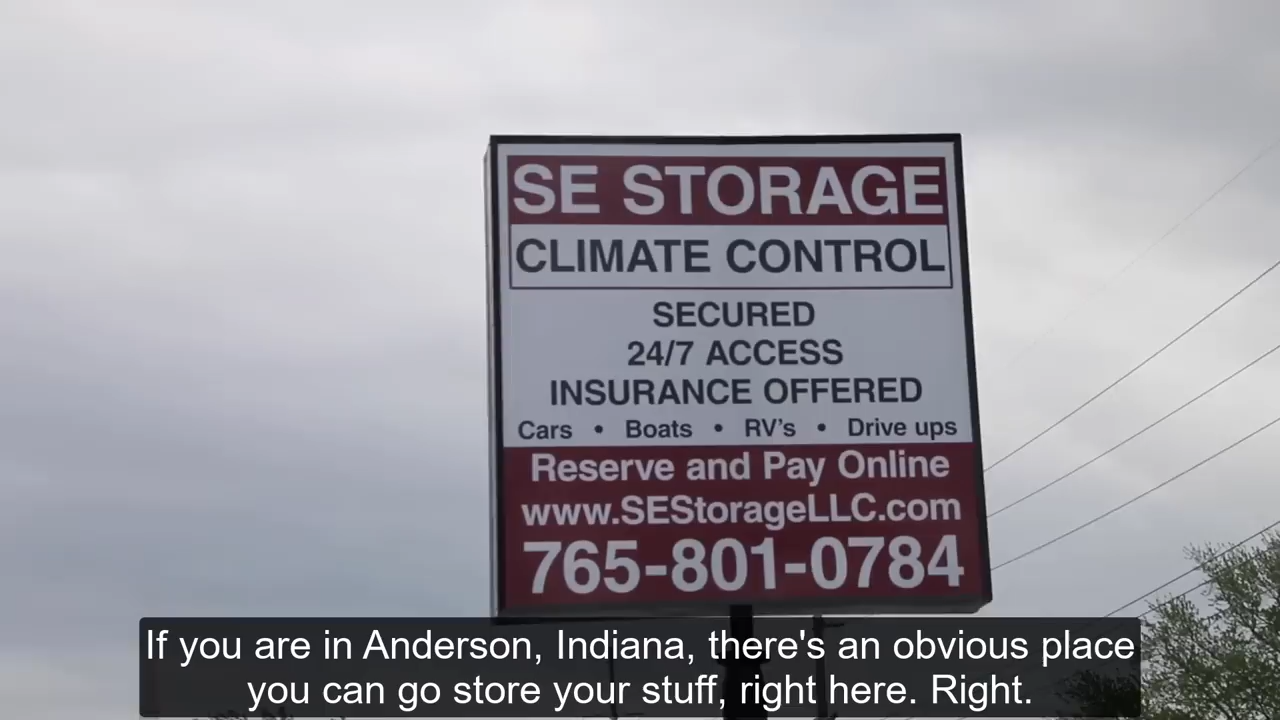 SE STORAGE
CLIMATE CONTROL
SECURED
24/7 ACCESS
INSURANCE OFFERED
Cars • Boats • RV's • Drive ups
Reserve and Pay Online
www.SEStorageLLC.com
765-801-0784
If you are in Anderson, Indiana, there's an obvious place
you can go store your stuff, right here. Right.